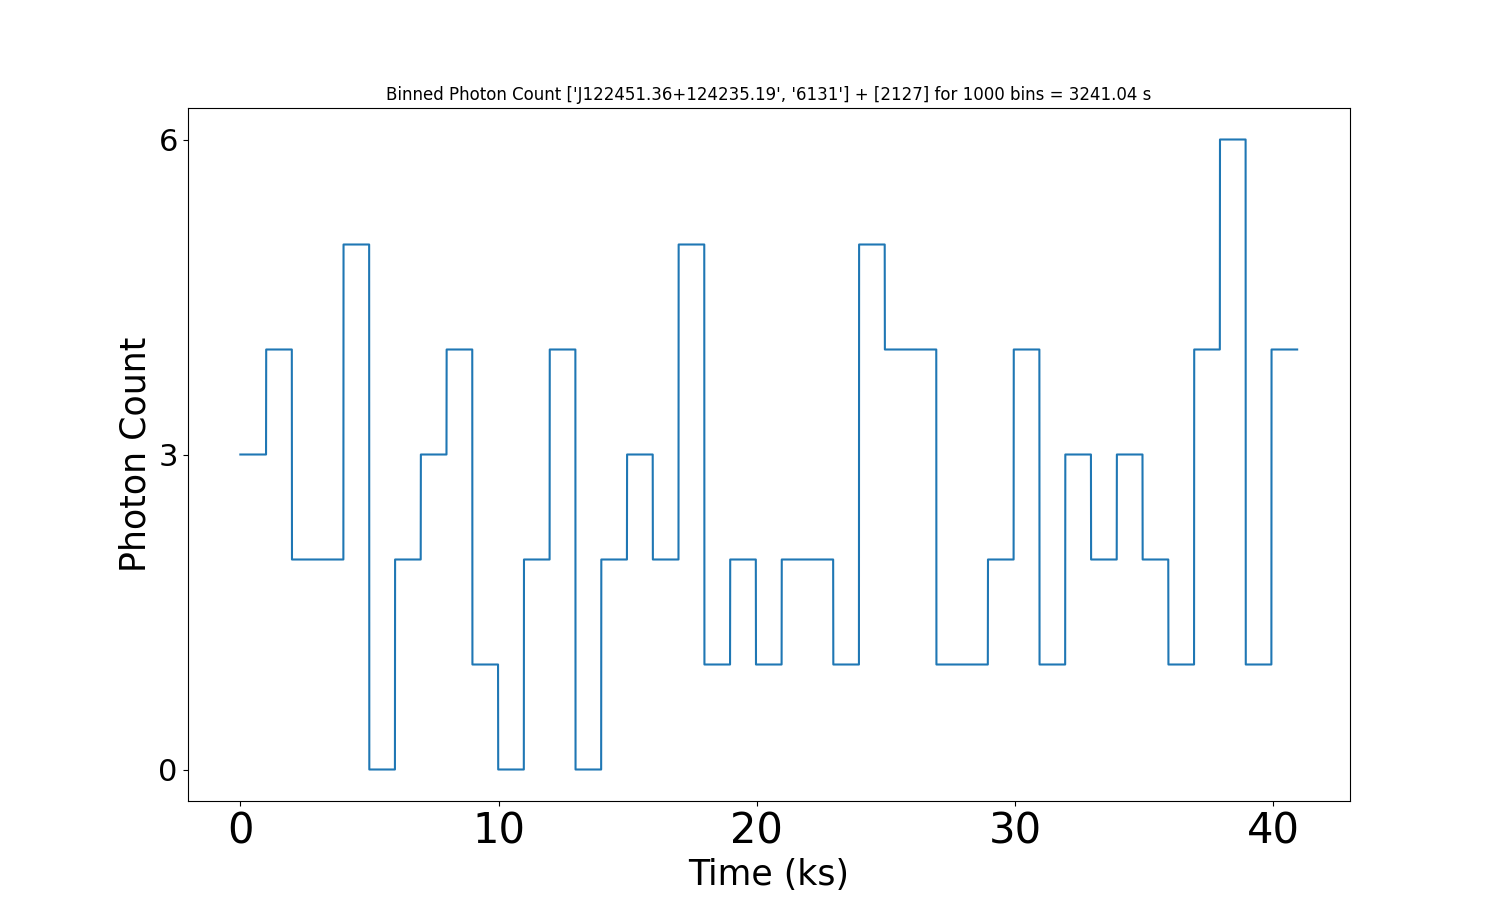 Binned Photon Count ['J122451.36+124235.19', '6131'] + [2127] for 1000 bins = 3241.04 s
6
3
0
Photon Count
0 10 20 30 40
Time (ks)